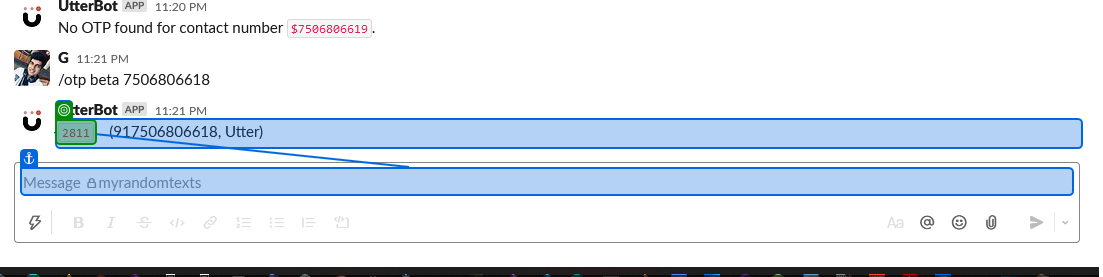 UtterBot APP 11:20 PM
No OTP found for contact number $7506806619.
G 11:21 PM
/otp beta 7506806618
tterBot APP 11:21 PM
2811 (917506806618, Utter)
Message myrandomtexts
B I S </>
Aa @